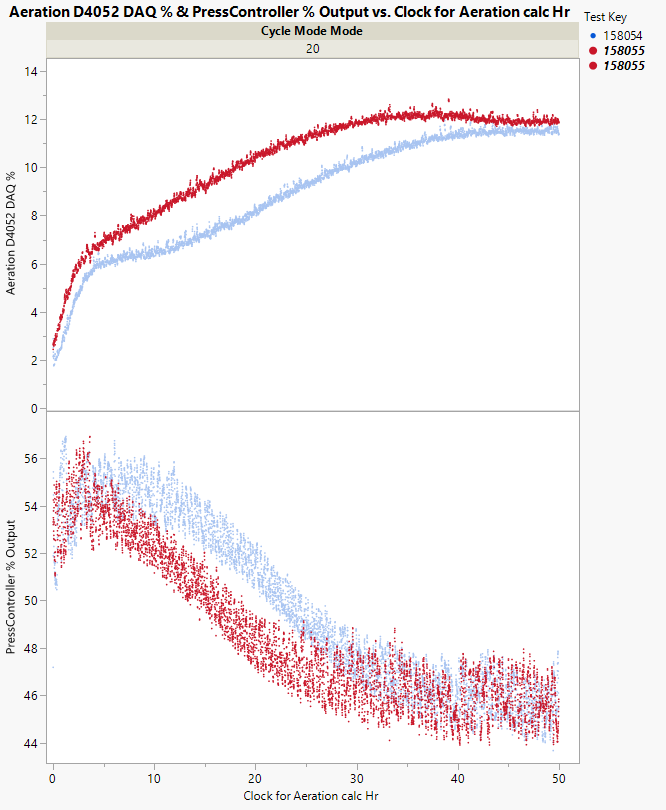 Aeration D4052 DAQ % & PressController % Output vs. Clock for Aeration calc Hr
Test Key
158054
158055
158055
Cycle Mode Mode
20
14
12
10
8
6
4
2
0
Aeration D4052 DAQ %
56
54
52
50
48
46
44
PressController % Output
0 10 20 30 40 50
Clock for Aeration calc Hr